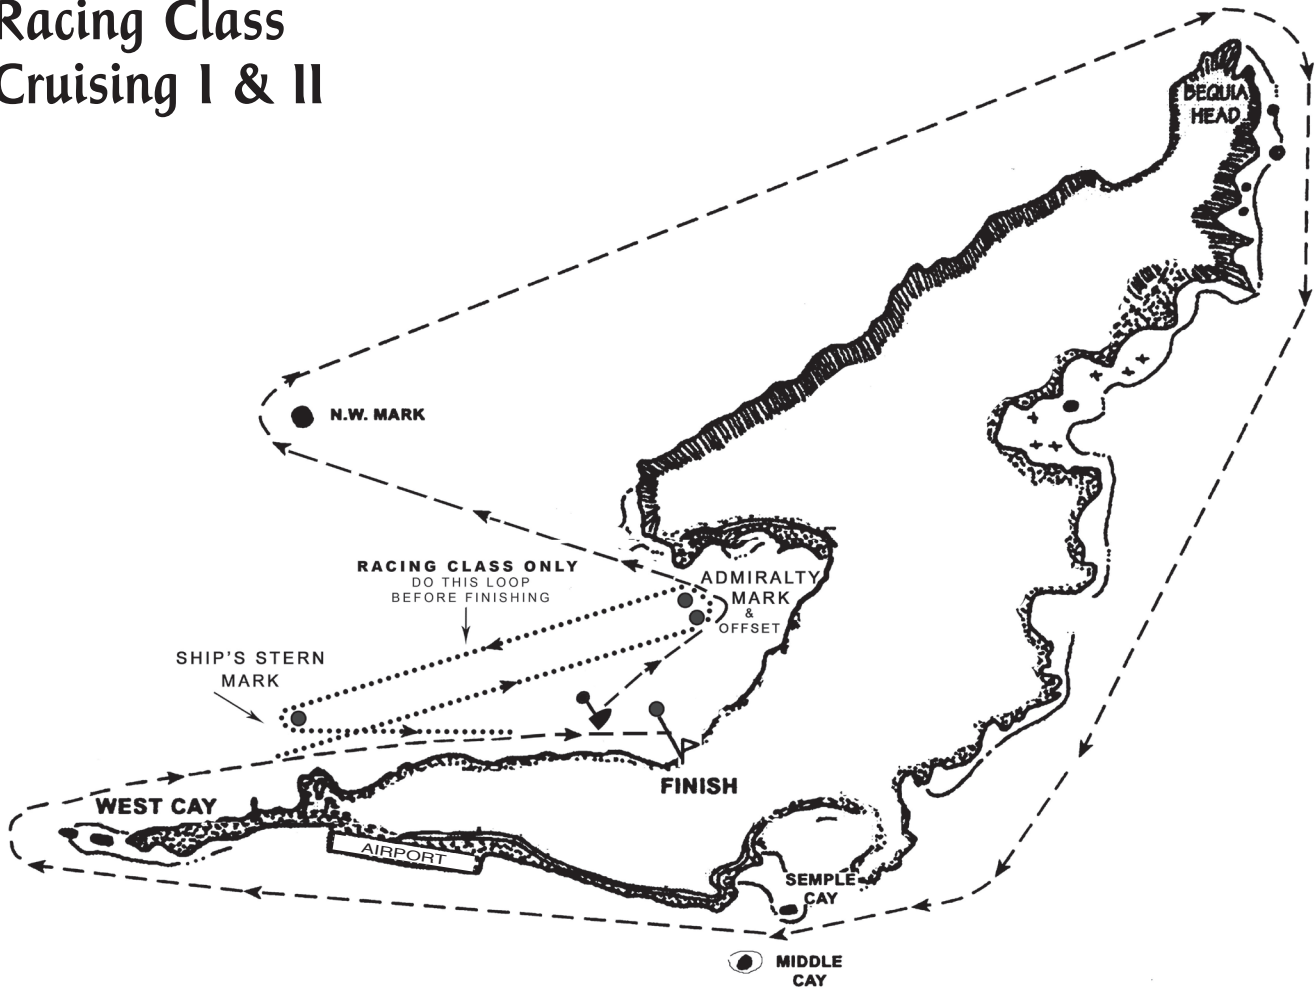 Racing Class
Cruising I & II
BEQUIA
HEAD
N.W. MARK
RACING CLASS ONLY
DO THIS LOOP
BEFORE FINISHING
ADMIRALTY
MARK
&
OFFSET
SHIP'S STERN
MARK
FINISH
WEST CAY
AIRPORT
SEMPLE
CAY
MIDDLE
CAY